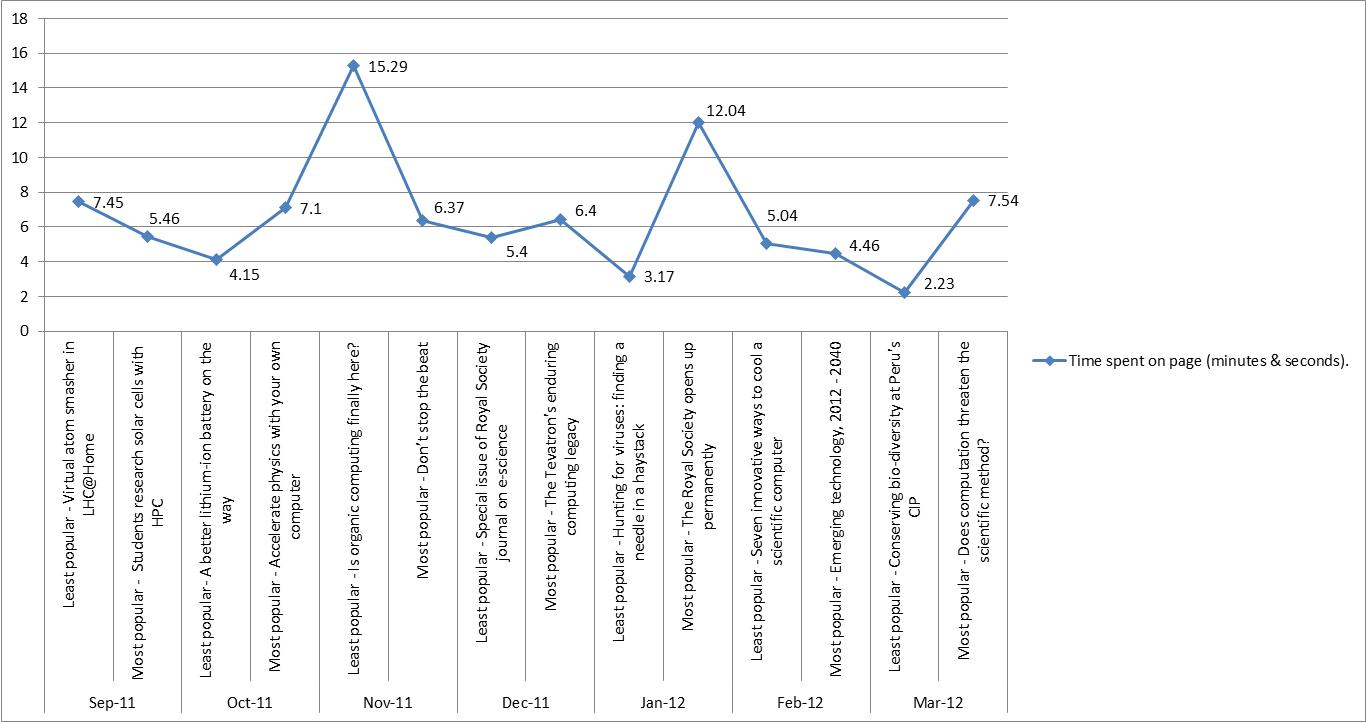 18
16
14
12
10
8
6
4
2
0
7.45
5.46
4.15
7.1
15.29
6.37
5.4
6.4
3.17
12.04
5.04
4.46
2.23
7.54
Least popular - Virtual atom smasher in
LHC@Home
Most popular - Students research solar cells with
HPC
Least popular - A better lithium-ion battery on the
way
Most popular - Accelerate physics with your own
computer
Least popular - Is organic computing finally here?
Most popular - Don't stop the beat
Least popular - Special issue of Royal Society
journal on e-science
Most popular - The Tevatron's enduring
computing legacy
Least popular - Hunting for viruses: finding a
needle in a haystack
Most popular - The Royal Society opens up
permanently
Least popular - Seven innovative ways to cool a
scientific computer
Most popular - Emerging technology, 2012 - 2040
Least popular - Conserving bio-diversity at Peru's
CIP
Most popular - Does computation threaten the
scientific method?
Sep-11
Oct-11
Nov-11
Dec-11
Jan-12
Feb-12
Mar-12
Time spent on page (minutes & seconds).